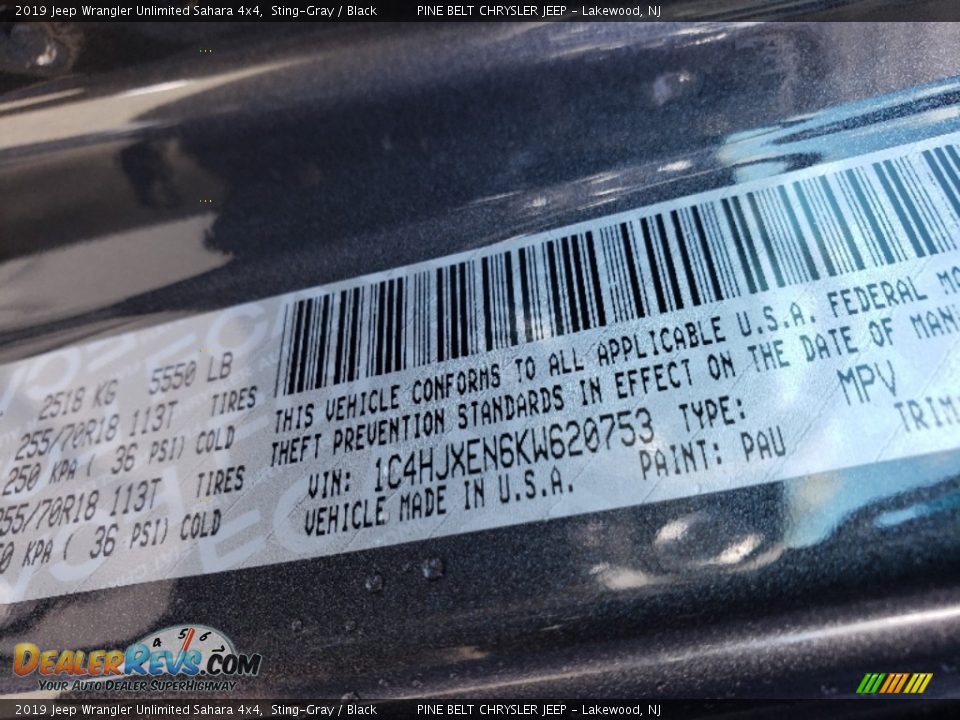 2019 Jeep Wrangler Unlimited Sahara 4x4, Sting-Gray / Black PINE BELT CHRYSLER JEEP - Lakewood, NJ
2518 KG 5550 LB
255/70R18 113T TIRES
250 KPA ( 36 PSI) COLD
255/70R18 113T TIRES
KPA ( 36 PSI) COLD
THIS VEHICLE CONFORMS TO ALL APPLICABLE U.S.A. FEDERAL
THEFT PREVENTION STANDARDS IN EFFECT ON THE DATE OF
VIN: 1C4HJXEN6KW620753 TYPE: MPV
VEHICLE MADE IN U.S.A. PAINT: PAU
DEALERREVS.COM
YOUR AUTO DEALER SUPERHIGHWAY
2019 Jeep Wrangler Unlimited Sahara 4x4, Sting-Gray / Black PINE BELT CHRYSLER JEEP - Lakewood, NJ